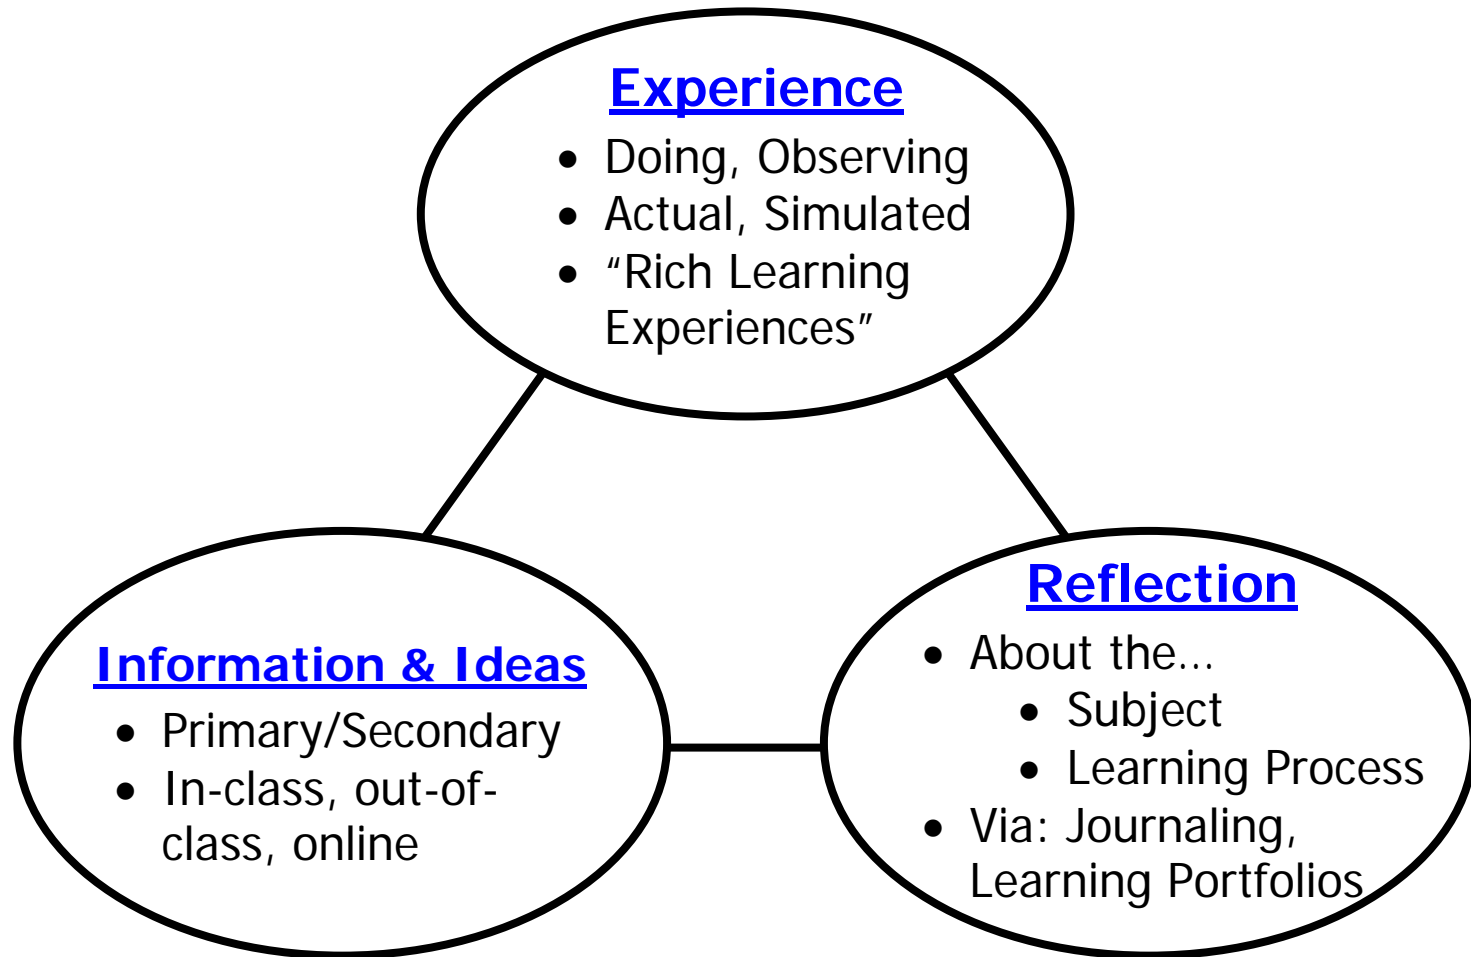 Experience
• Doing, Observing
• Actual, Simulated
• “Rich Learning
Experiences”
Information & Ideas
• Primary/Secondary
• In-class, out-of-
class, online
Reflection
• About the…
• Subject
• Learning Process
• Via: Journaling,
Learning Portfolios